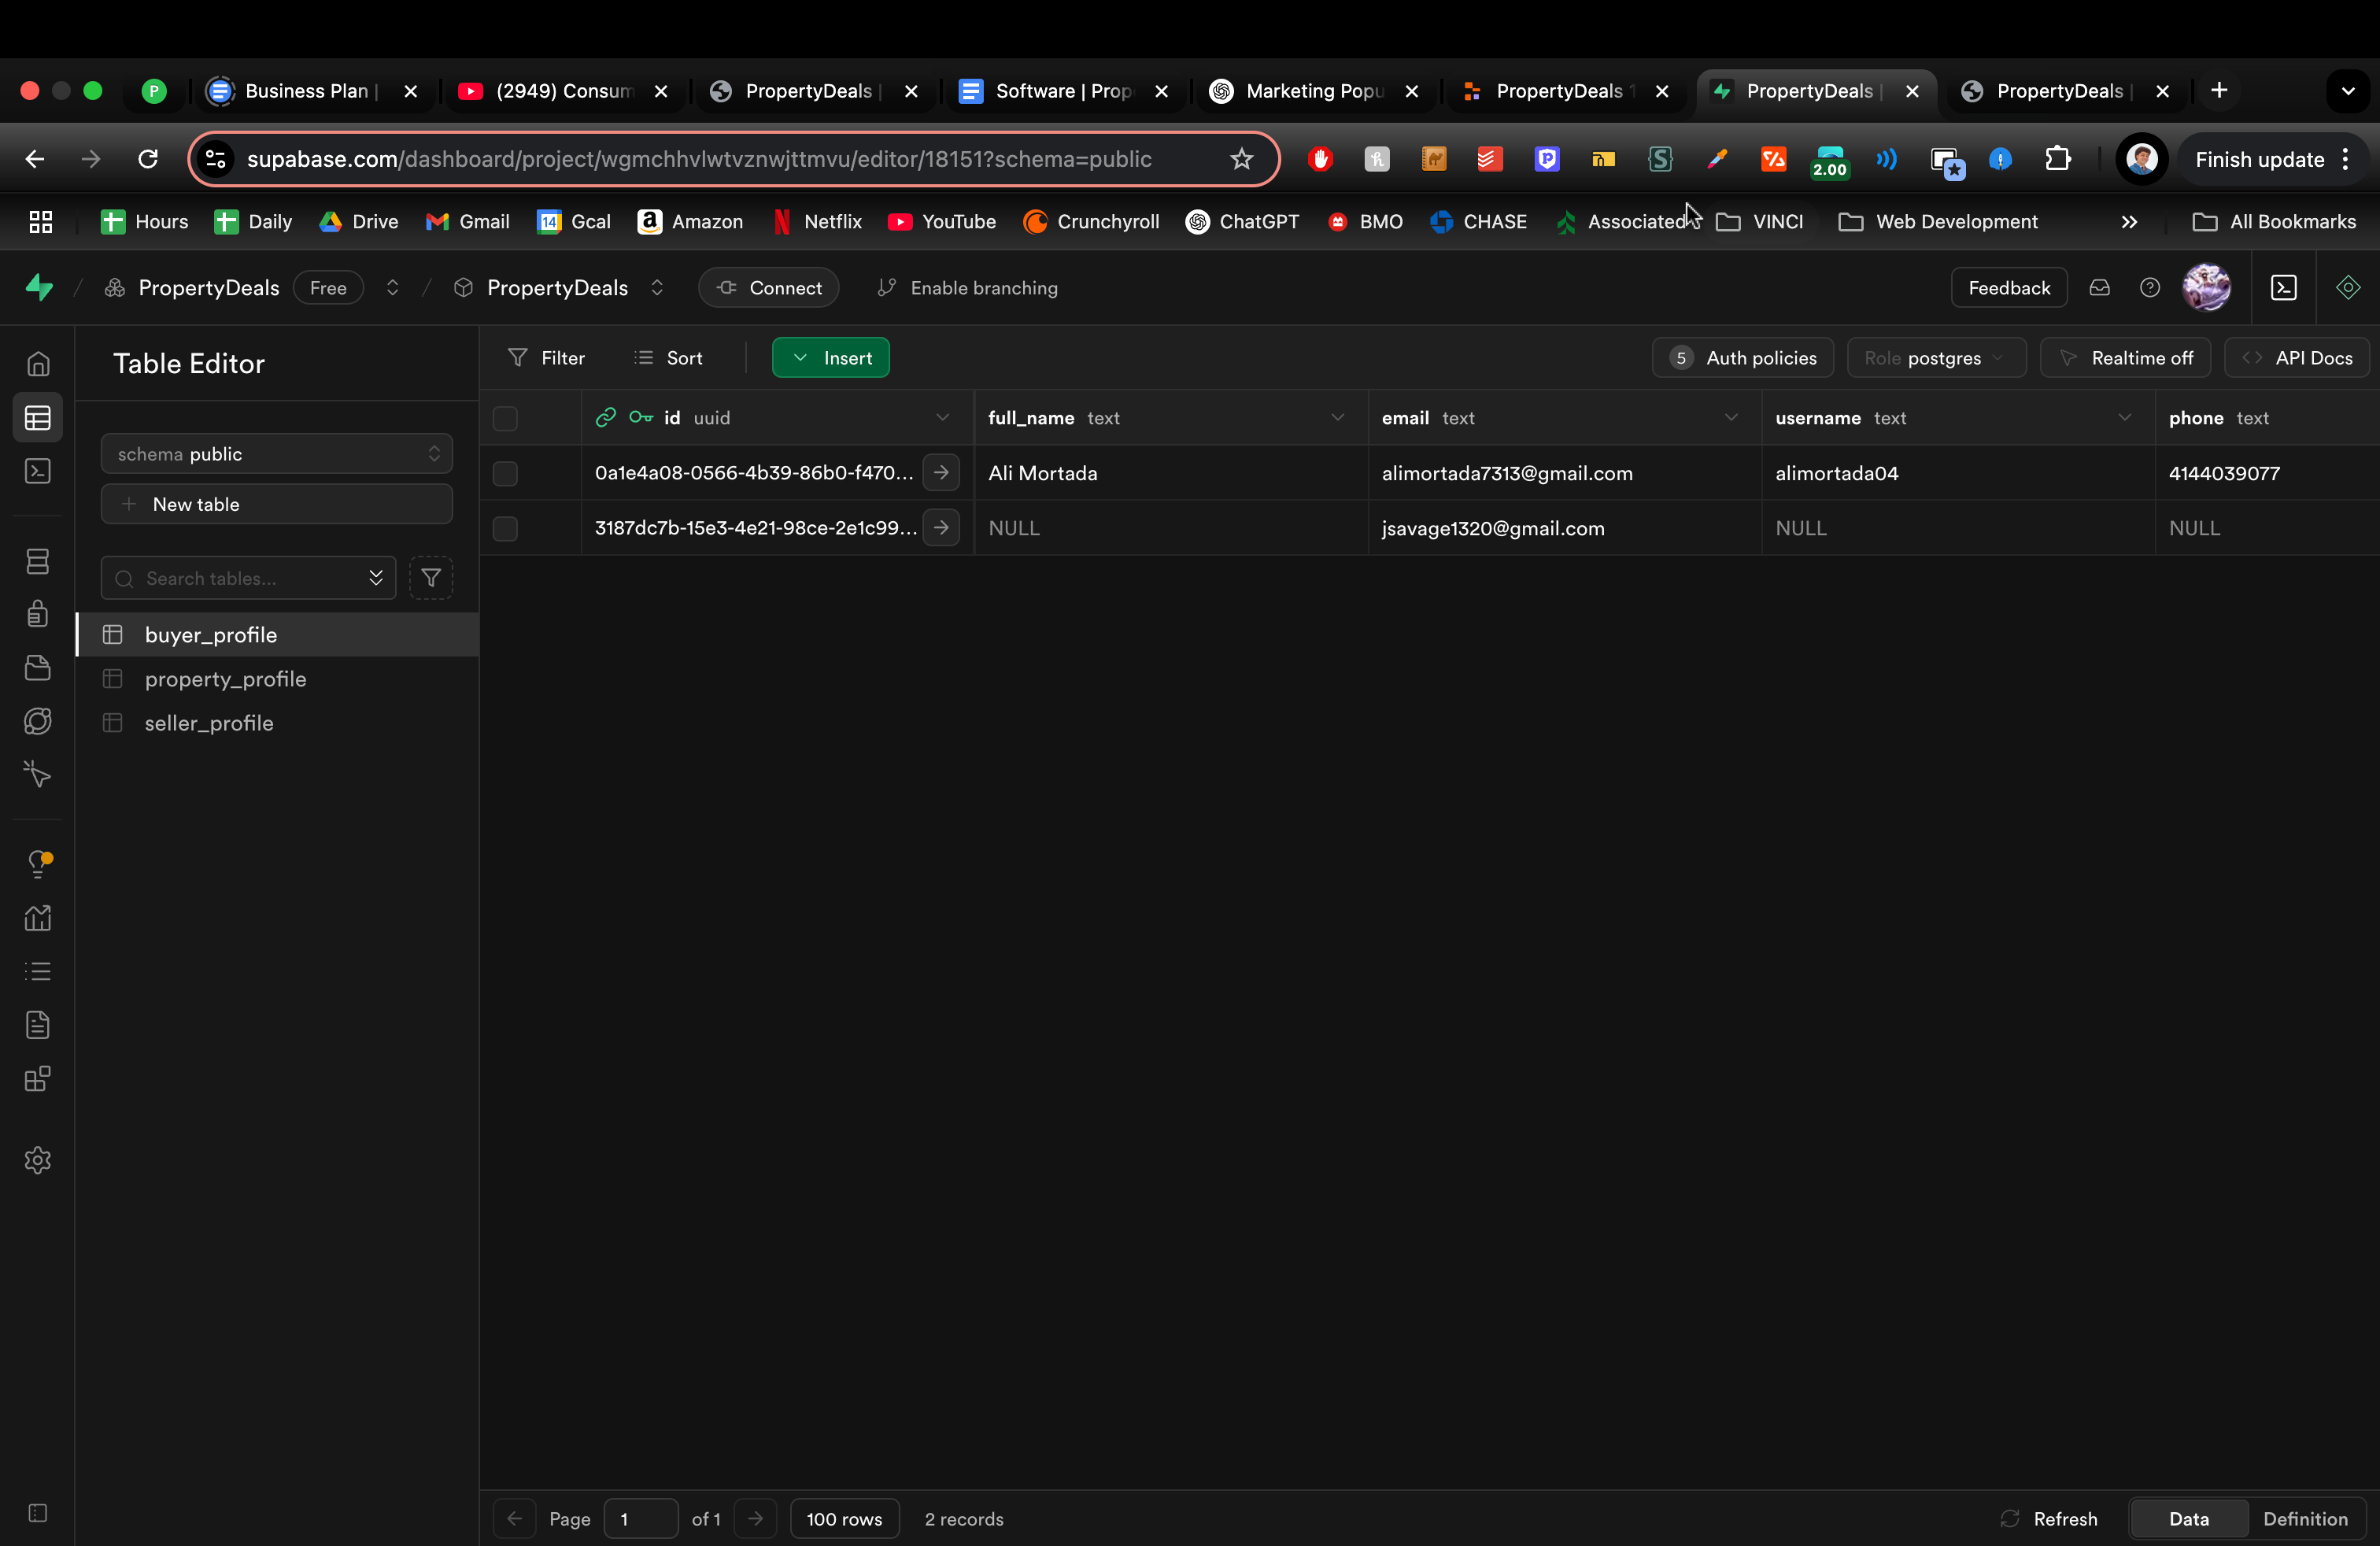 P Business Plan | (2949) Consum PropertyDeals | Software | Prop Marketing Popu PropertyDeals PropertyDeals | PropertyDeals |
supabase.com/dashboard/project/wgmchhvlwtvznwjttmvu/editor/18151?schema=public 2.00 Finish update
Hours Daily Drive Gmail 14 Gcal Amazon Netflix YouTube Crunchyroll ChatGPT BMO CHASE Associated VINCI Web Development All Bookmarks
/ PropertyDeals Free / PropertyDeals Connect Enable branching Feedback
Table Editor
Filter Sort Insert 5 Auth policies Role postgres Realtime off API Docs
schema public
New table
Search tables...
buyer_profile
property_profile
seller_profile
id uuid full_name text email text username text phone text
0a1e4a08-0566-4b39-86b0-f470... Ali Mortada alimortada7313@gmail.com alimortada04 4144039077
3187dc7b-15e3-4e21-98ce-2e1c99... NULL jsavage1320@gmail.com NULL NULL
Page 1 of 1 100 rows 2 records Refresh Data Definition